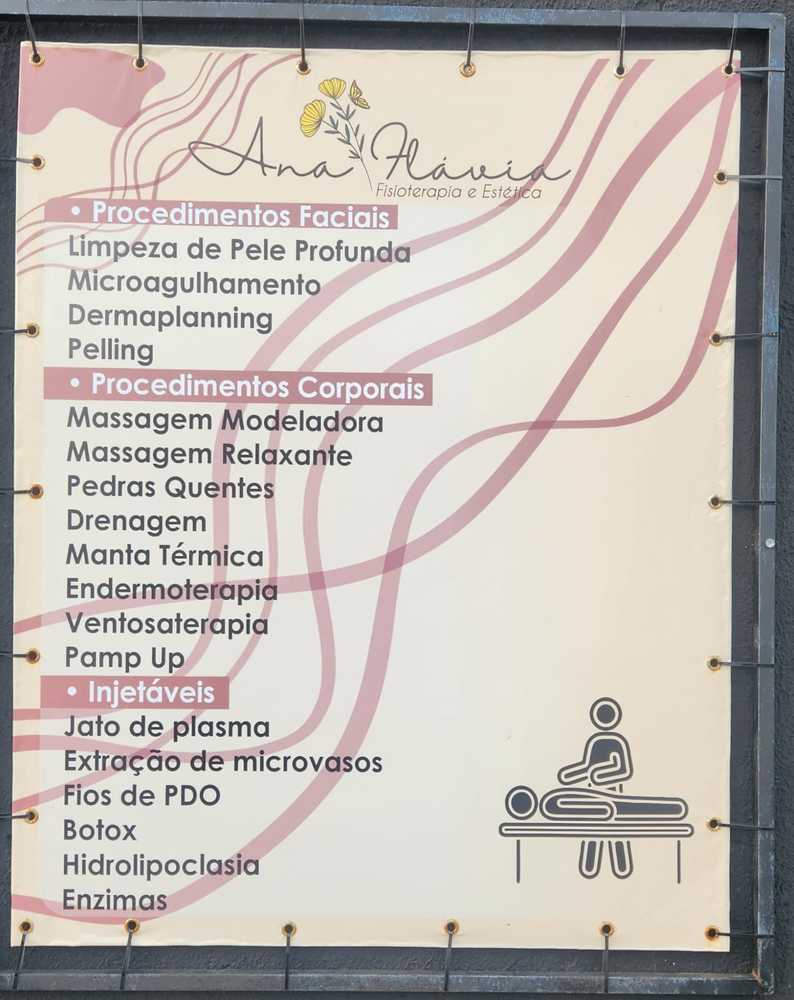 Ana Flávia
Fisioterapia e Estética
• Procedimentos Faciais
Limpeza de Pele Profunda
Microagulhamento
Dermaplanning
Pelling
• Procedimentos Corporais
Massagem Modeladora
Massagem Relaxante
Pedras Quentes
Drenagem
Manta Térmica
Endermoterapia
Ventosaterapia
Pamp Up
• Injetáveis
Jato de plasma
Extração de microvasos
Fios de PDO
Botox
Hidrolipoclasia
Enzimas